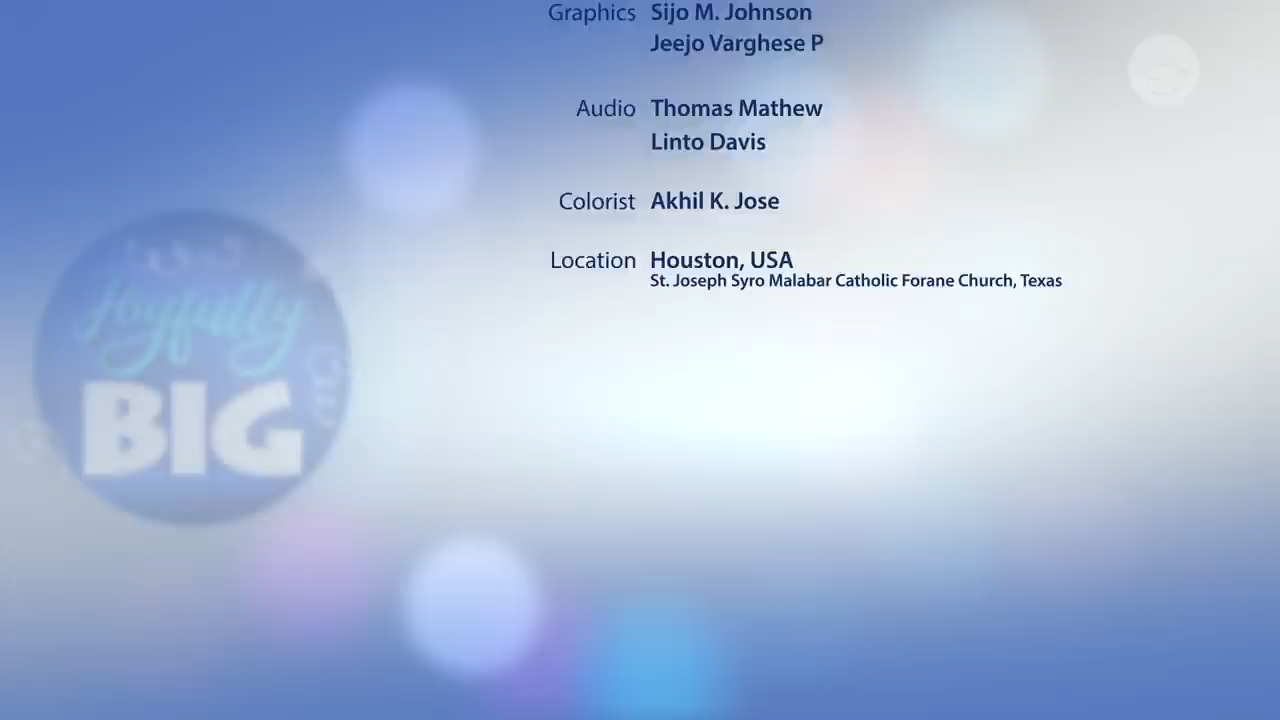 Graphics Sijo M. Johnson
Jeejo Varghese P
Audio Thomas Mathew
Linto Davis
Colorist Akhil K. Jose
Location Houston, USA
St. Joseph Syro Malabar Catholic Forane Church, Texas
Joyfully
BIG